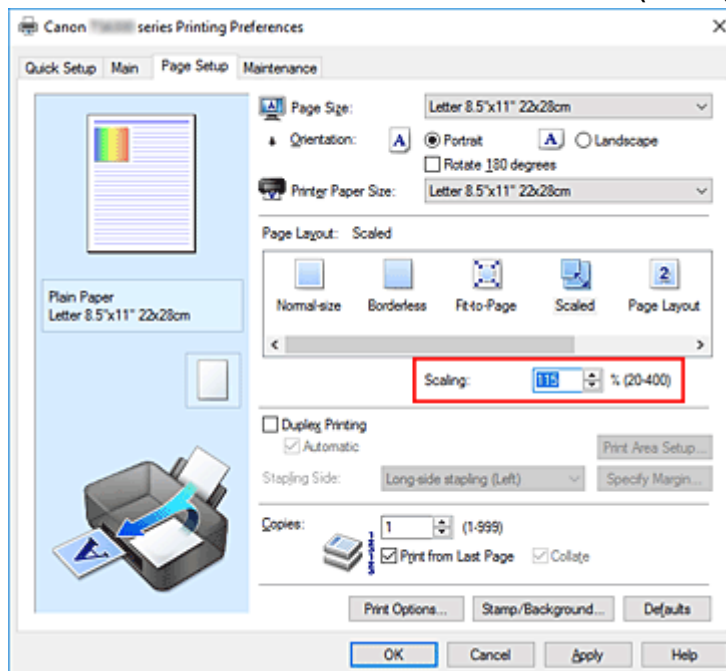 Canon series Printing Preferences
Quick Setup Main Page Setup Maintenance
Page Size: Letter 8.5"x11" 22x28cm
Orientation: A Portrait A Landscape
Rotate 180 degrees
Printer Paper Size: Letter 8.5"x11" 22x28cm
Page Layout: Scaled
Normal-size Borderless Fit-to-Page Scaled 2 Page Layout
Plain Paper
Letter 8.5"x11" 22x28cm
Scaling: 115 % (20-400)
Duplex Printing
Automatic
Print Area Setup...
Stapling Side: Long-side stapling (Left) Specify Margin...
Copies: 1 (1-999)
Print from Last Page Collate
A
Print Options... Stamp/Background... Defaults
OK Cancel Apply Help